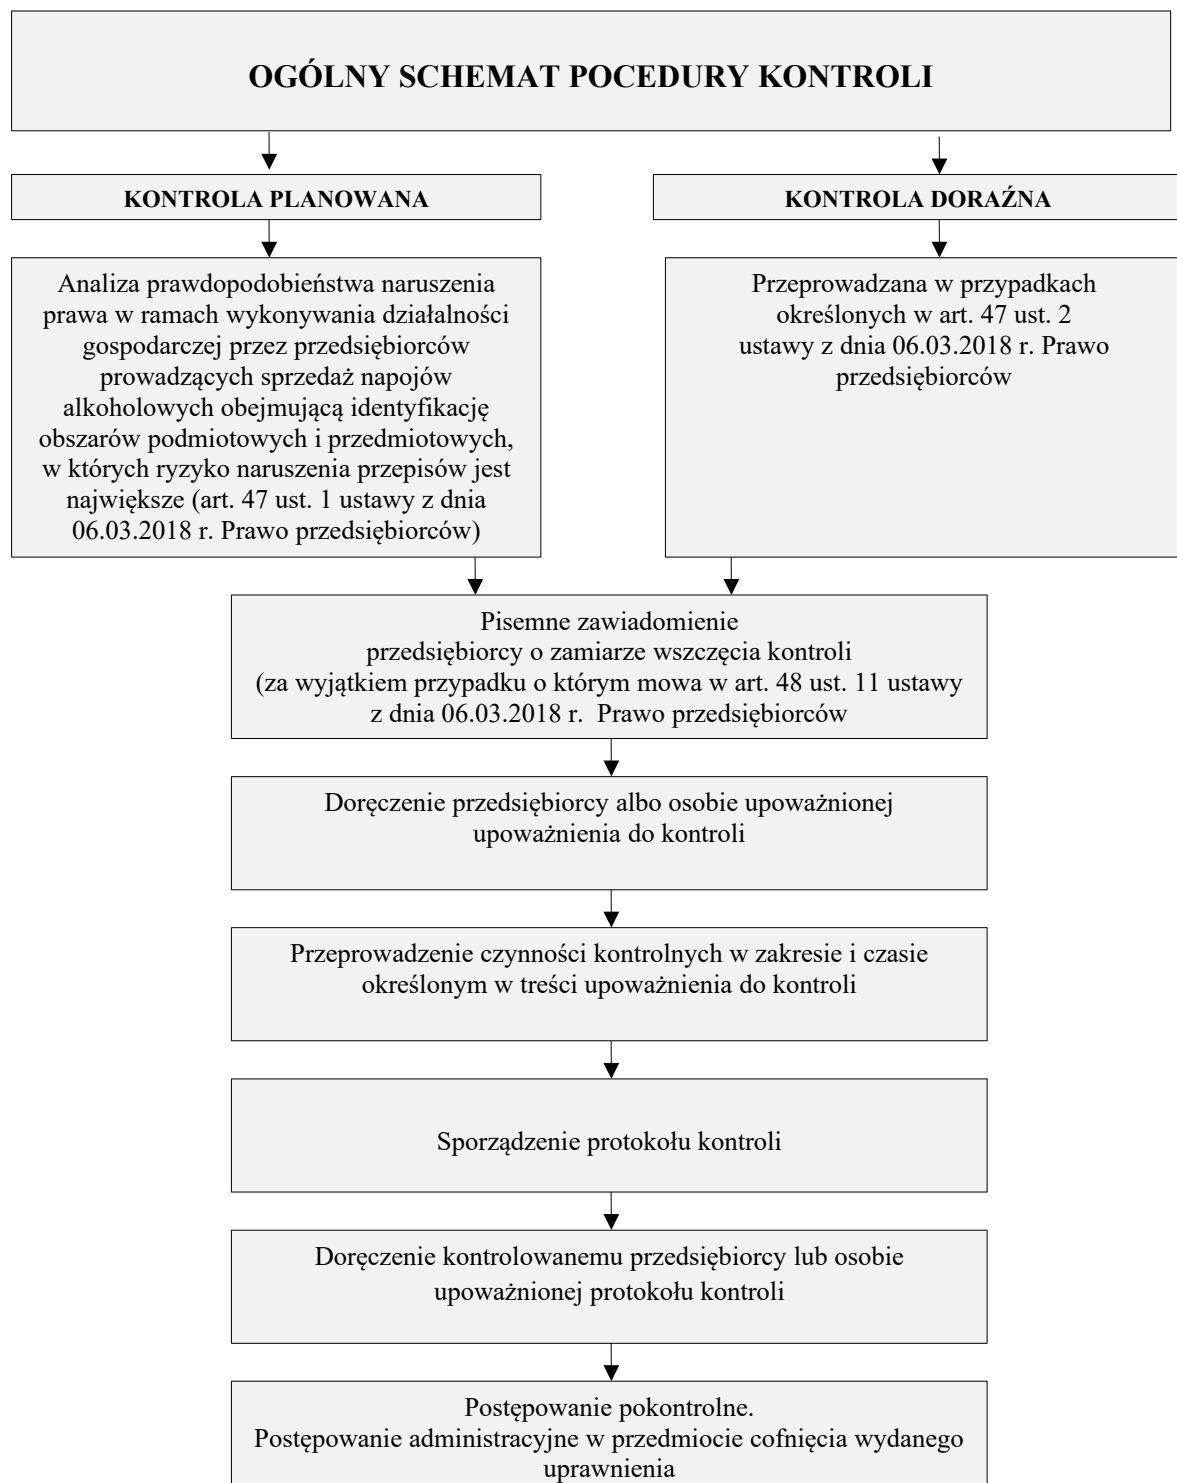 OGÓLNY SCHEMAT POCEDURY KONTROLI
KONTROLA PLANOWANA
KONTROLA DORAŹNA
Analiza prawdopodobieństwa naruszenia
prawa w ramach wykonywania działalności
gospodarczej przez przedsiębiorców
prowadzących sprzedaż napojów
alkoholowych obejmującą identyfikację
obszarów podmiotowych i przedmiotowych,
w których ryzyko naruszenia przepisów jest
największe (art. 47 ust. 1 ustawy z dnia
06.03.2018 r. Prawo przedsiębiorców)
Przeprowadzana w przypadkach
określonych w art. 47 ust. 2
ustawy z dnia 06.03.2018 r. Prawo
przedsiębiorców
Pisemne zawiadomienie
przedsiębiorcy o zamiarze wszczęcia kontroli
(za wyjątkiem przypadku o którym mowa w art. 48 ust. 11 ustawy
z dnia 06.03.2018 r. Prawo przedsiębiorców
Doręczenie przedsiębiorcy albo osobie upoważnionej
upoważnienia do kontroli
Przeprowadzenie czynności kontrolnych w zakresie i czasie
określonym w treści upoważnienia do kontroli
Sporządzenie protokołu kontroli
Doręczenie kontrolowanemu przedsiębiorcy lub osobie
upoważnionej protokołu kontroli
Postępowanie pokontrolne.
Postępowanie administracyjne w przedmiocie cofnięcia wydanego
uprawnienia